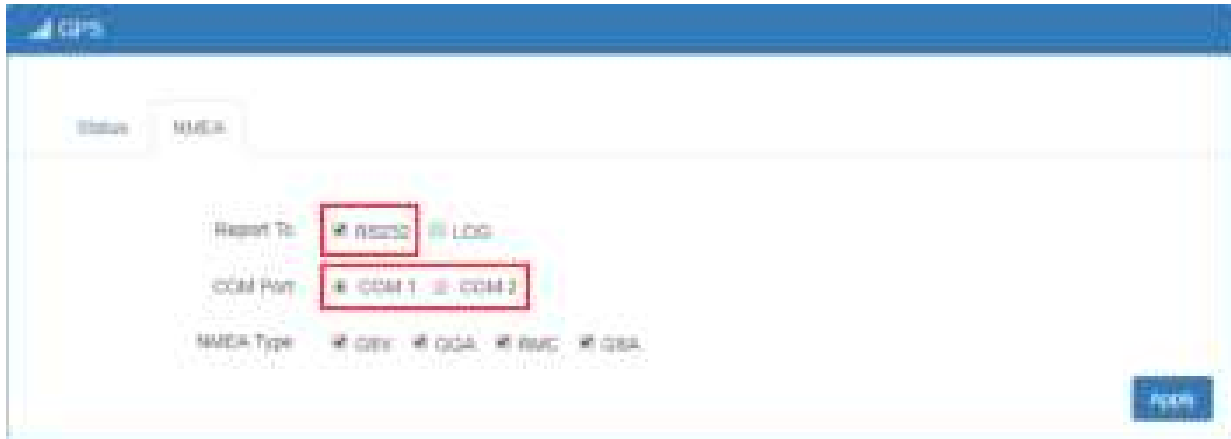 GPS
Status NMEA
Report To RS232 LOG
COM Port COM 1 COM 2
NMEA Type GSV GGA RMC GSA
Apply